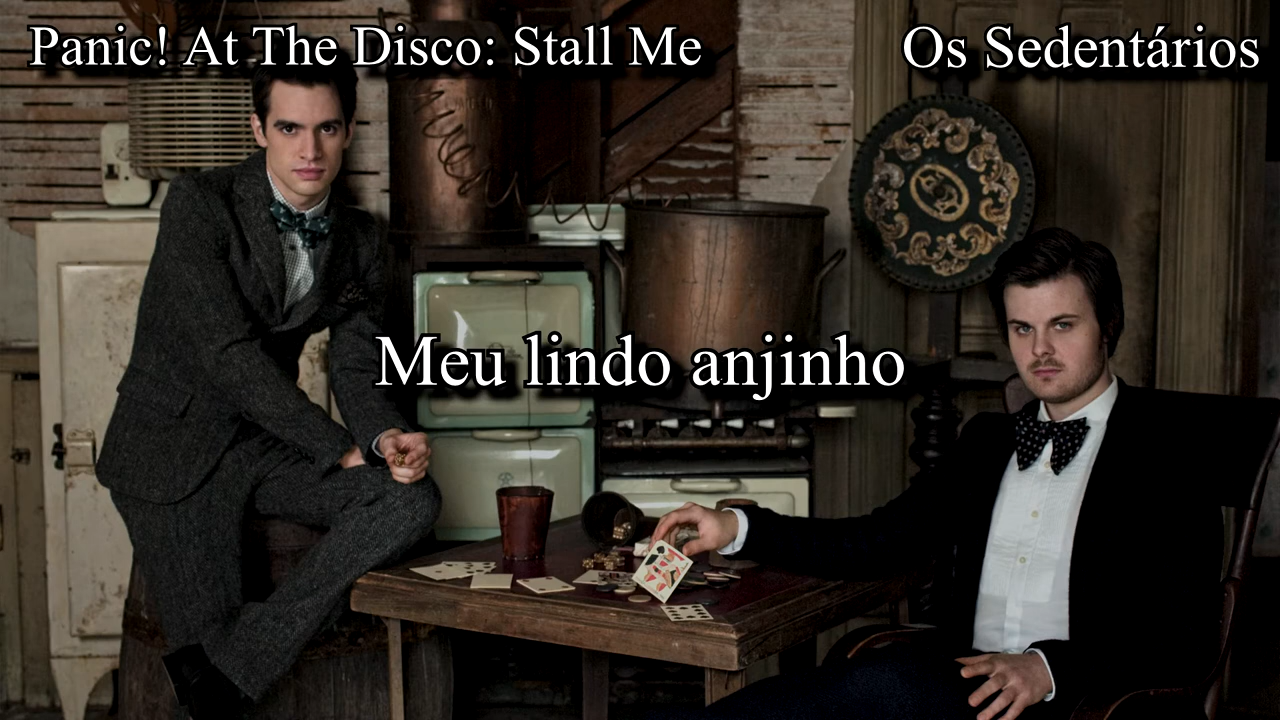 Panic! At The Disco: Stall Me
Os Sedentários
Meu lindo anjinho